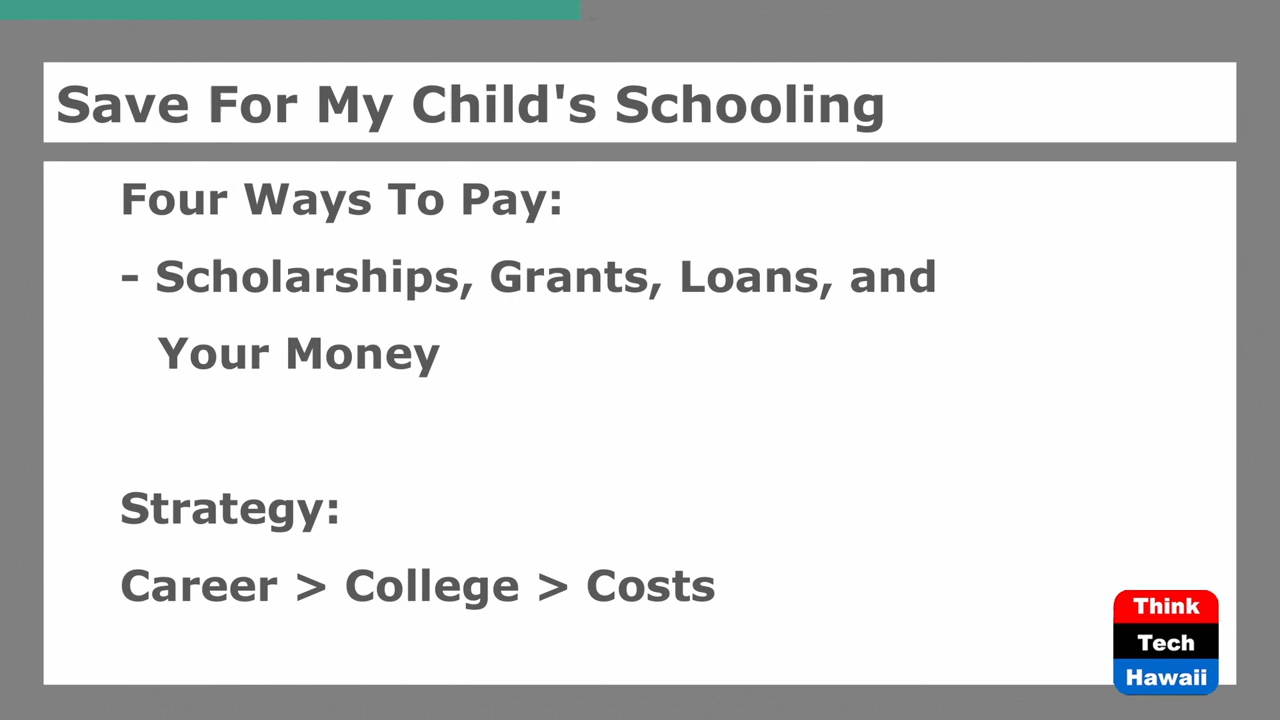 Save For My Child's Schooling
Four Ways To Pay:
- Scholarships, Grants, Loans, and
Your Money
Strategy:
Career > College > Costs
Think
Tech
Hawaii